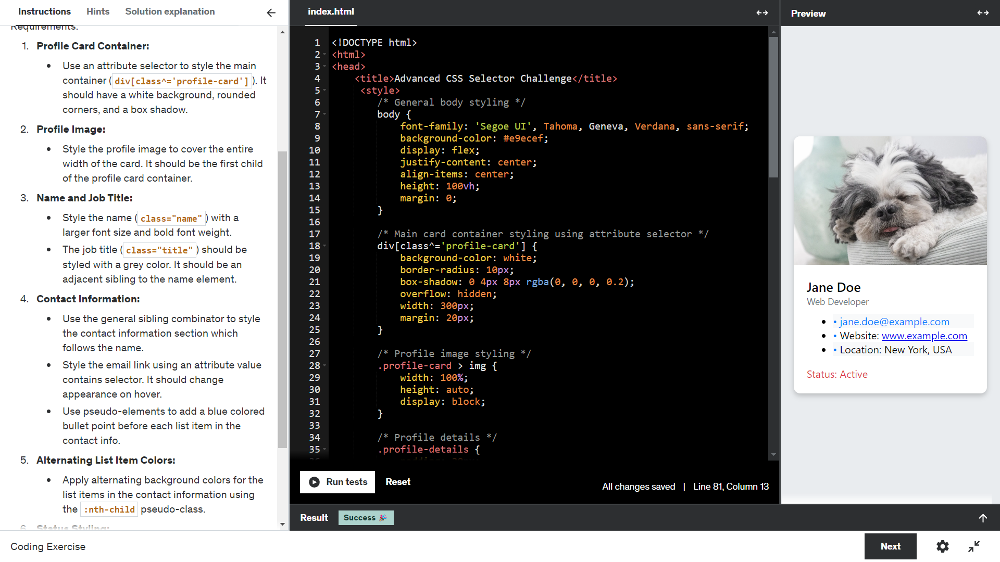 Instructions
Hints
Solution explanation
Requirements:
1. Profile Card Container:
Use an attribute selector to style the main
container (div[class^='profile-card']). It
should have a white background, rounded
corners, and a box shadow.
2. Profile Image:
Style the profile image to cover the entire
width of the card. It should be the first child
of the profile card container.
3. Name and Job Title:
Style the name (class="name") with a
larger font size and bold font weight.
The job title (class="title") should be
styled with a grey color. It should be an
adjacent sibling to the name element.
4. Contact Information:
Use the general sibling combinator to style
the contact information section which
follows the name.
Style the email link using an attribute value
contains selector. It should change
appearance on hover.
Use pseudo-elements to add a blue colored
bullet point before each list item in the
contact info.
5. Alternating List Item Colors:
Apply alternating background colors for the
list items in the contact information using
the :nth-child pseudo-class.
6. Status Styling:
index.html
1 <!DOCTYPE html>
2 <html>
3 <head>
4 <title>Advanced CSS Selector Challenge</title>
5 <style>
6 /* General body styling */
7 body {
8 font-family: 'Segoe UI', Tahoma, Geneva, Verdana, sans-serif;
9 background-color: #e9ecef;
10 display: flex;
11 justify-content: center;
12 align-items: center;
13 height: 100vh;
14 margin: 0;
15 }
16
17 /* Main card container styling using attribute selector */
18 div[class^='profile-card'] {
19 background-color: white;
20 border-radius: 10px;
21 box-shadow: 0 4px 8px rgba(0, 0, 0, 0.2);
22 overflow: hidden;
23 width: 300px;
24 margin: 20px;
25 }
26
27 /* Profile image styling */
28 .profile-card > img {
29 width: 100%;
30 height: auto;
31 display: block;
32 }
33
34 /* Profile details */
35 .profile-details {
Run tests
Reset
All changes saved | Line 81, Column 13
Result
Success
Preview
Jane Doe
Web Developer
• jane.doe@example.com
• Website: www.example.com
• Location: New York, USA
Status: Active
Coding Exercise
Next